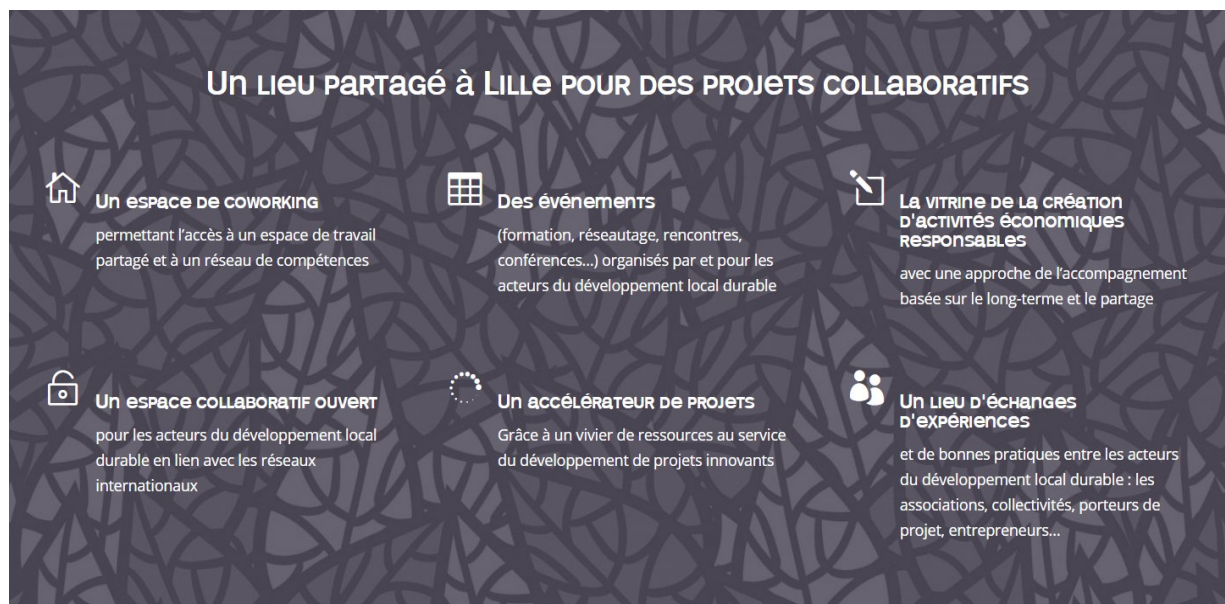 Un lieu partagé à Lille pour des projets collaboratifs
Un espace de coworking
permettant l'accès à un espace de travail
partagé et à un réseau de compétences
Des événements
(formation, réseautage, rencontres,
conférences...) organisés par et pour les
acteurs du développement local durable
La vitrine de la création
d'activités économiques
responsables
avec une approche de l'accompagnement
basée sur le long-terme et le partage
Un espace collaboratif ouvert
pour les acteurs du développement local
durable en lien avec les réseaux
internationaux
Un accélérateur de projets
Grâce à un vivier de ressources au service
du développement de projets innovants
Un lieu d'échanges
d'expériences
et de bonnes pratiques entre les acteurs
du développement local durable : les
associations, collectivités, porteurs de
projet, entrepreneurs...